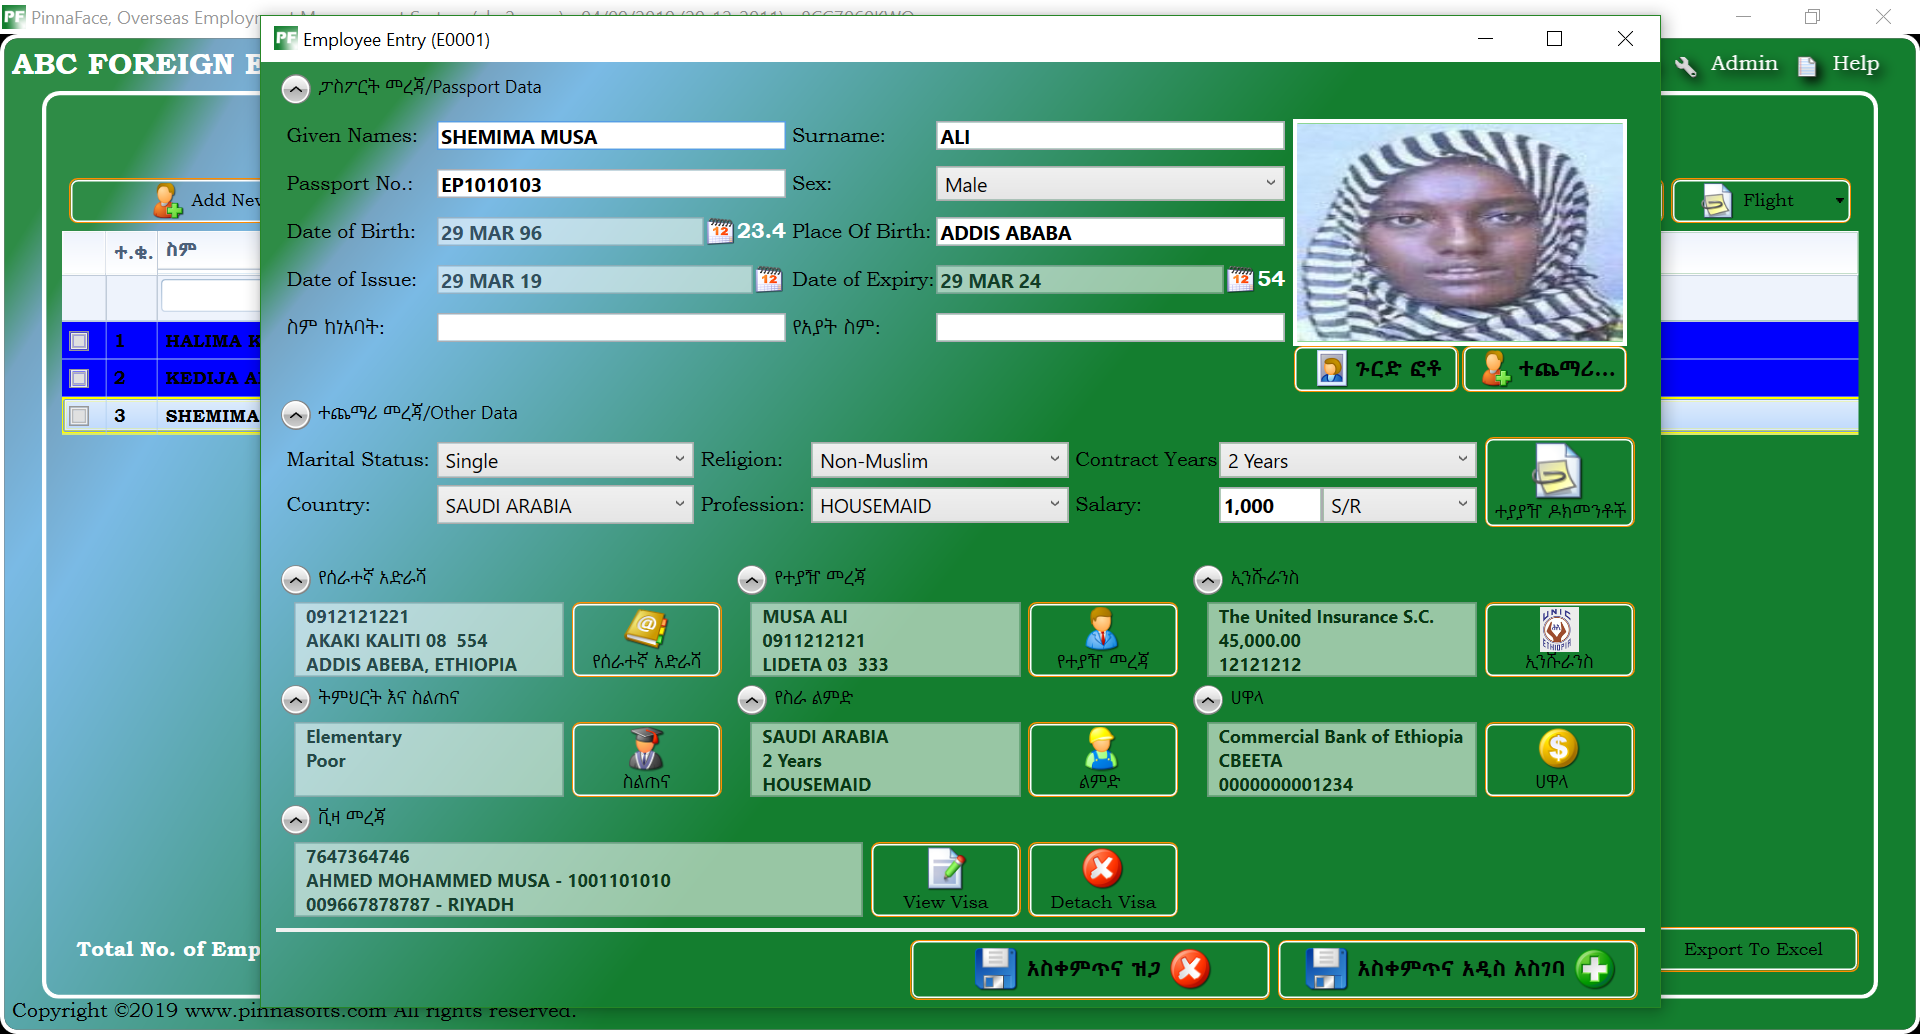 PF PinnaFace, Overseas Employ
ABC FOREIGN E
Admin Help
PF Employee Entry (E0001)
ፓስፖርት መረጃ/Passport Data
Given Names: SHEMIMA MUSA Surname: ALI
Passport No.: EP1010103 Sex: Male
Date of Birth: 29 MAR 96 12 23.4 Place Of Birth: ADDIS ABABA
Date of Issue: 29 MAR 19 12 Date of Expiry: 29 MAR 24 12 54
ስም ከነአባት: የአያት ስም:
ጉርድ ፎቶ ተጨማሪ...
Add New Flight
ተ.ቁ. ስም
1 HALIMA K
2 KEDIJA A
3 SHEMIMA
ተጨማሪ መረጃ/Other Data
Marital Status: Single Religion: Non-Muslim Contract Years 2 Years
Country: SAUDI ARABIA Profession: HOUSEMAID Salary: 1,000 S/R
ተያያዥ ዶክመንቶች
የሰራተኛ አድራሻ
0912121221
AKAKI KALITI 08 554
ADDIS ABEBA, ETHIOPIA
የሰራተኛ አድራሻ
የተያዥ መረጃ
MUSA ALI
0911212121
LIDETA 03 333
የተያዥ መረጃ
ኢንሹራንስ
The United Insurance S.C.
45,000.00
12121212
UNIC
ETHIOPIA
ኢንሹራንስ
ትምህርት እና ስልጠና
Elementary
Poor
ስልጠና
የስራ ልምድ
SAUDI ARABIA
2 Years
HOUSEMAID
ልምድ
ሀዋላ
Commercial Bank of Ethiopia
CBEETA
0000000001234
ሀዋላ
ቪዛ መረጃ
7647364746
AHMED MOHAMMED MUSA - 1001101010
009667878787 - RIYADH
View Visa Detach Visa
Total No. of Emp
Export To Excel
አስቀምጥና ዝጋ አስቀምጥና አዲስ አስገባ
Copyright ©2019 www.pinnasofts.com All rights reserved.